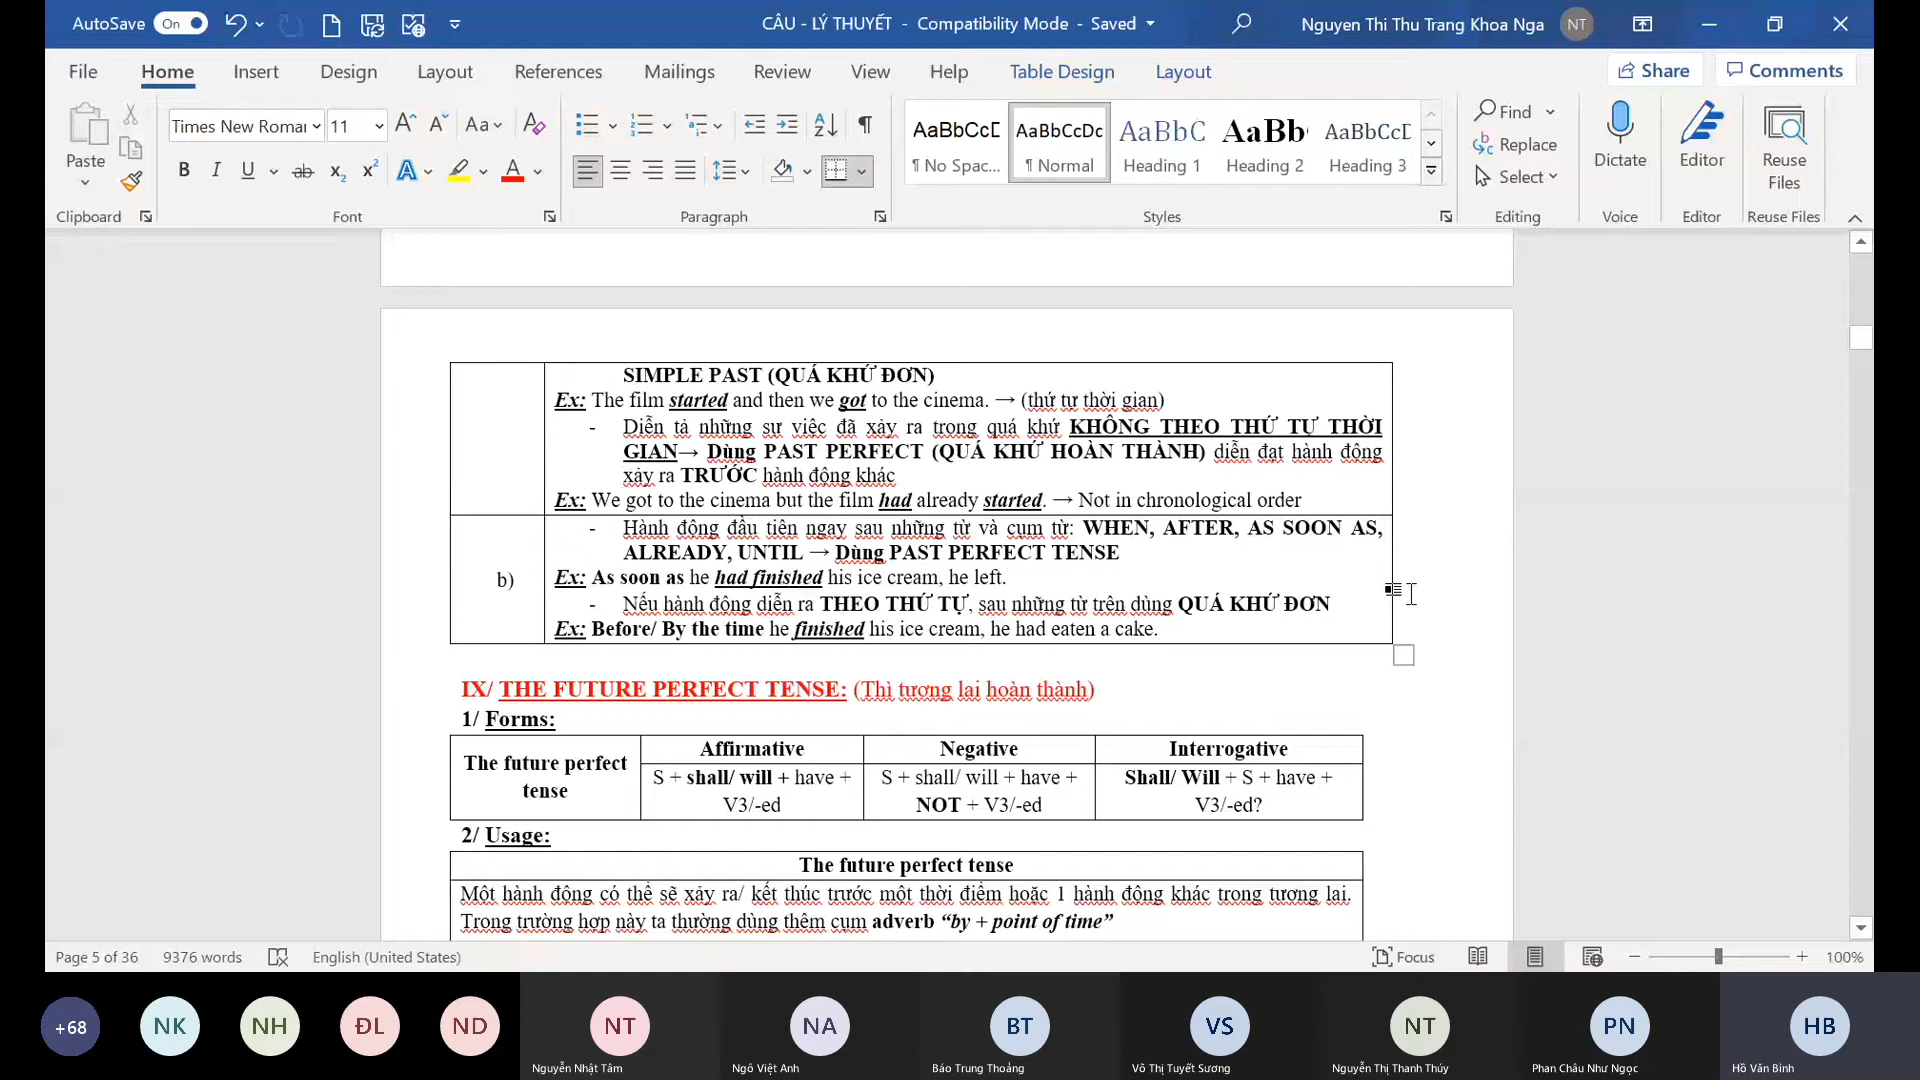 AutoSave On CÂU - LÝ THUYẾT - Compatibility Mode - Saved Nguyen Thi Thu Trang Khoa Nga NT
File Home Insert Design Layout References Mailings Review View Help Table Design Layout Share Comments
Paste Times New Romar 11 Aa
AaBbCcD AaBbCcDc AaBbC AaBb AaBbCcE
¶ No Spac... ¶ Normal Heading 1 Heading 2 Heading 3
Find
Replace
Select
Dictate
Editor
Reuse Files
Clipboard Font Paragraph Styles Editing Voice Editor Reuse Files
SIMPLE PAST (QUÁ KHỨ ĐƠN)
Ex: The film started and then we got to the cinema. → (thứ tự thời gian)
- Diễn tả những sự việc đã xảy ra trong quá khứ KHÔNG THEO THỨ TỰ THỜI
GIAN→ Dùng PAST PERFECT (QUÁ KHỨ HOÀN THÀNH) diễn đạt hành động
xảy ra TRƯỚC hành động khác
Ex: We got to the cinema but the film had already started. → Not in chronological order
b)
- Hành động đầu tiên ngay sau những từ và cụm từ: WHEN, AFTER, AS SOON AS,
ALREADY, UNTIL → Dùng PAST PERFECT TENSE
Ex: As soon as he had finished his ice cream, he left.
- Nếu hành động diễn ra THEO THỨ TỰ, sau những từ trên dùng QUÁ KHỨ ĐƠN
Ex: Before/ By the time he finished his ice cream, he had eaten a cake.
IX/ THE FUTURE PERFECT TENSE: (Thì tương lai hoàn thành)
1/ Forms:
The future perfect
tense
Affirmative
S + shall/ will + have +
V3/-ed
Negative
S + shall/ will + have +
NOT + V3/-ed
Interrogative
Shall/ Will + S + have +
V3/-ed?
2/ Usage:
The future perfect tense
Một hành động có thể sẽ xảy ra/ kết thúc trước một thời điểm hoặc 1 hành động khác trong tương lai.
Trong trường hợp này ta thường dùng thêm cụm adverb “by + point of time”
Page 5 of 36 9376 words English (United States) Focus 100%
+68 NK NH ĐL ND NT NA BT VS NT PN HB
Nguyễn Nhật Tâm Ngô Việt Anh Báo Trung Thoảng Võ Thị Tuyết Sương Nguyễn Thị Thanh Thúy Phan Châu Như Ngọc Hồ Văn Bình